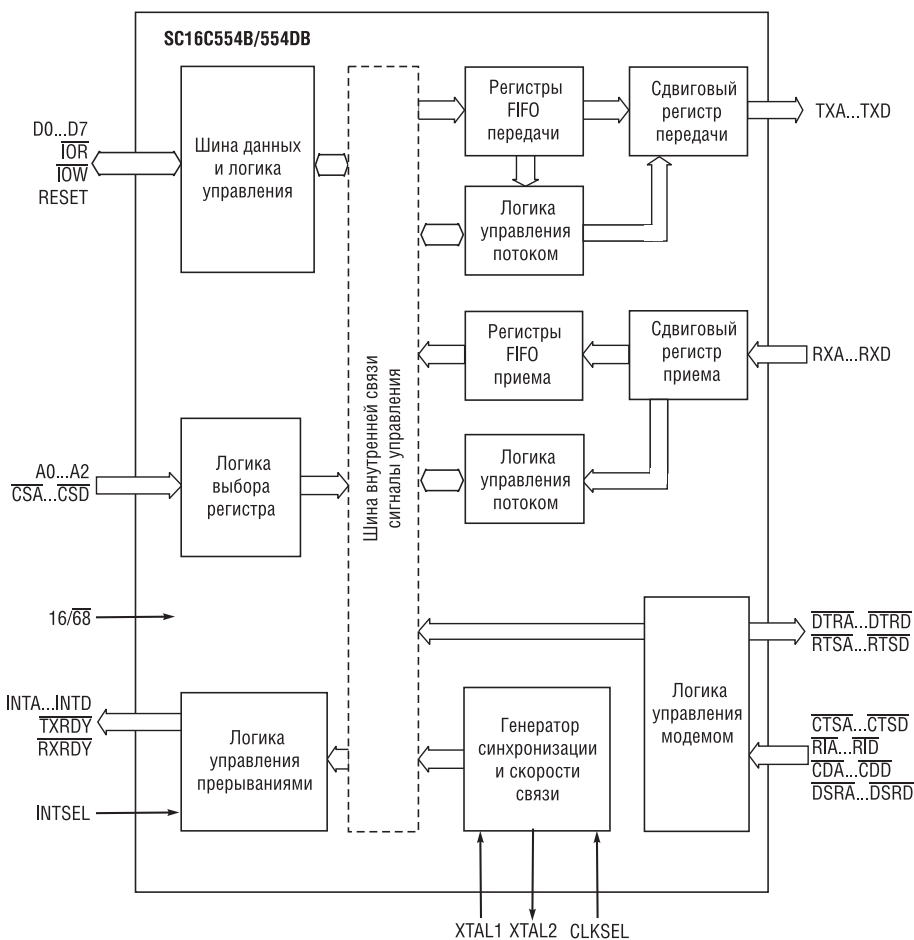 SC16C554B/554DB
D0...D7
IOR
IOW
RESET
Шина данных
и логика
управления
Регистры
FIFO
передачи
Сдвиговый
регистр
передачи
TXA...TXD
Логика
управления
потоком
Регистры
FIFO
приема
Сдвиговый
регистр
приема
RXA...RXD
Шина внутренней связи
сигналы управления
A0...A2
CSA...CSD
Логика
выбора
регистра
Логика
управления
потоком
16/68
DTRA...DTRD
RTSA...RTSD
INTA...INTD
TXRDY
RXRDY
INTSEL
Логика
управления
прерываниями
Генератор
синхронизации
и скорости
связи
Логика
управления
модемом
CTSA...CTSD
RIA...RID
CDA...CDD
DSRA...DSRD
XTAL1 XTAL2 CLKSEL